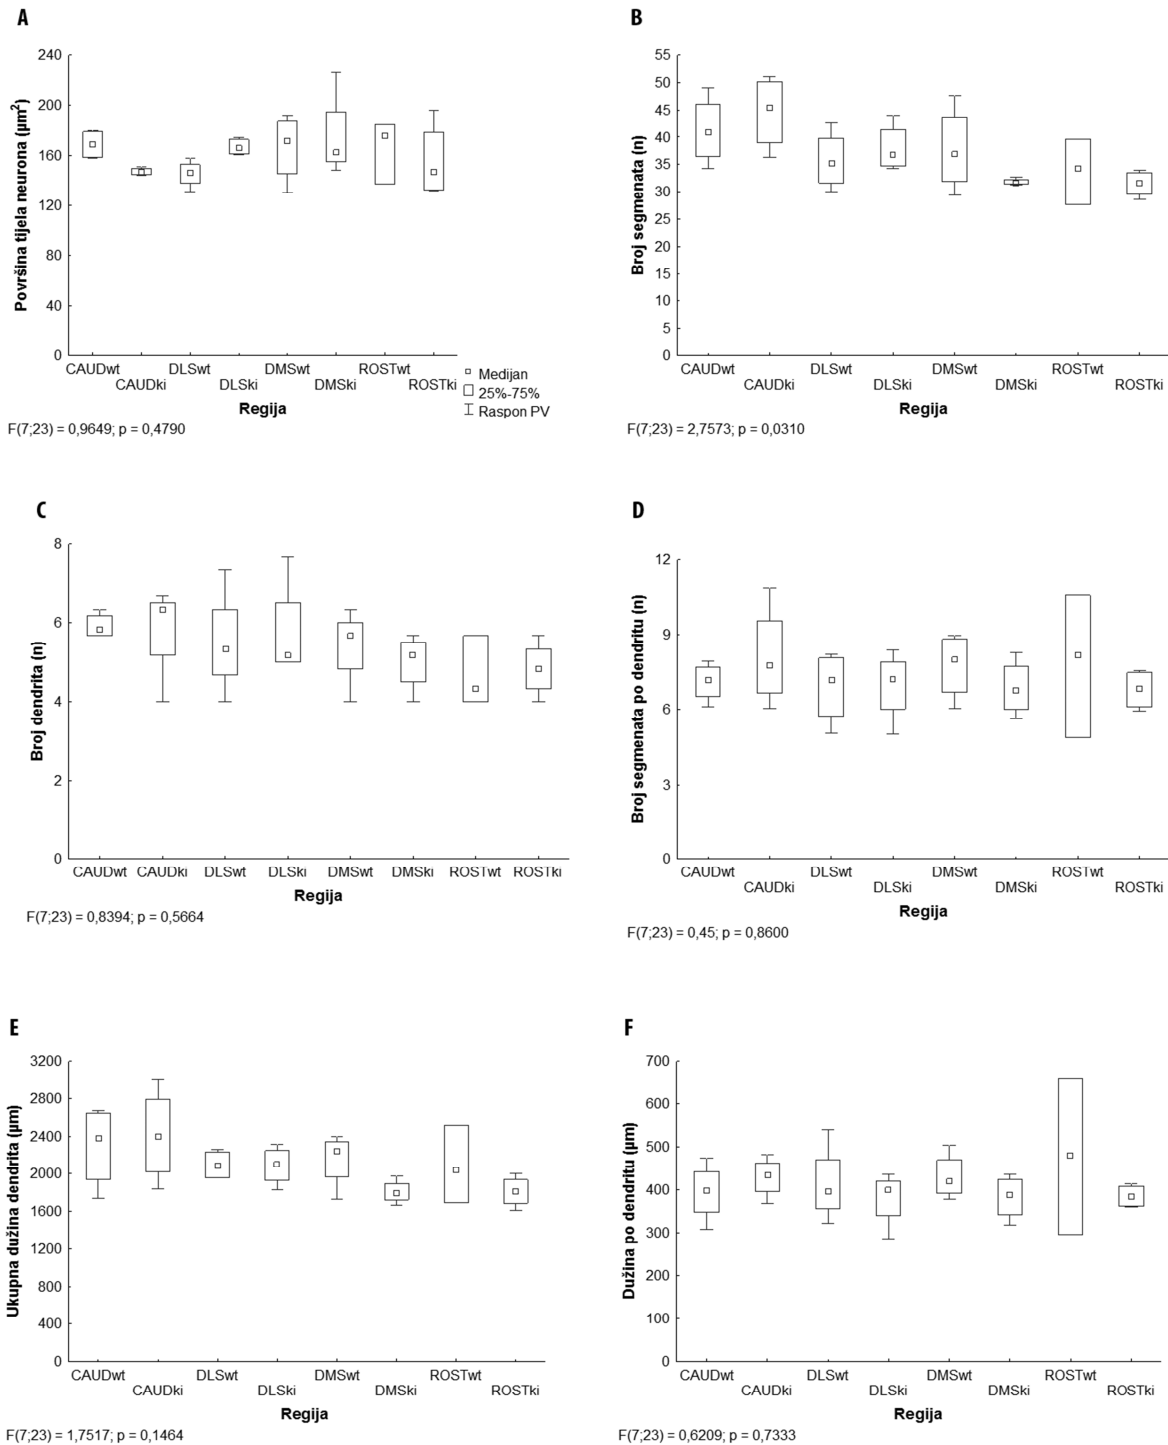 A
Površina tijela neurona (µm²)
240
200
160
120
80
40
0
CAUDwt DLSwt DMSwt ROSTwt
CAUDki DLSki DMSki ROSTki
Regija
Medijan
25%-75%
Raspon PV
F(7;23) = 0,9649; p = 0,4790
B
Broj segmenata (n)
55
50
45
40
35
30
25
20
15
10
5
0
CAUDwt DLSwt DMSwt ROSTwt
CAUDki DLSki DMSki ROSTki
Regija
F(7;23) = 2,7573; p = 0,0310
C
Broj dendrita (n)
8
6
4
2
0
CAUDwt CAUDki DLSwt DLSki DMSwt DMSki ROSTwt ROSTki
Regija
F(7;23) = 0,8394; p = 0,5664
D
Broj segmenata po dendritu (n)
12
9
6
3
0
CAUDwt DLSwt DMSwt ROSTwt
CAUDki DLSki DMSki ROSTki
Regija
F(7;23) = 0,45; p = 0,8600
E
Ukupna dužina dendrita (µm)
3200
2800
2400
2000
1600
1200
800
400
0
CAUDwt DLSwt DMSwt ROSTwt
CAUDki DLSki DMSki ROSTki
Regija
F(7;23) = 1,7517; p = 0,1464
F
Dužina po dendritu (µm)
700
600
500
400
300
200
100
0
CAUDwt DLSwt DMSwt ROSTwt
CAUDki DLSki DMSki ROSTki
Regija
F(7;23) = 0,6209; p = 0,7333